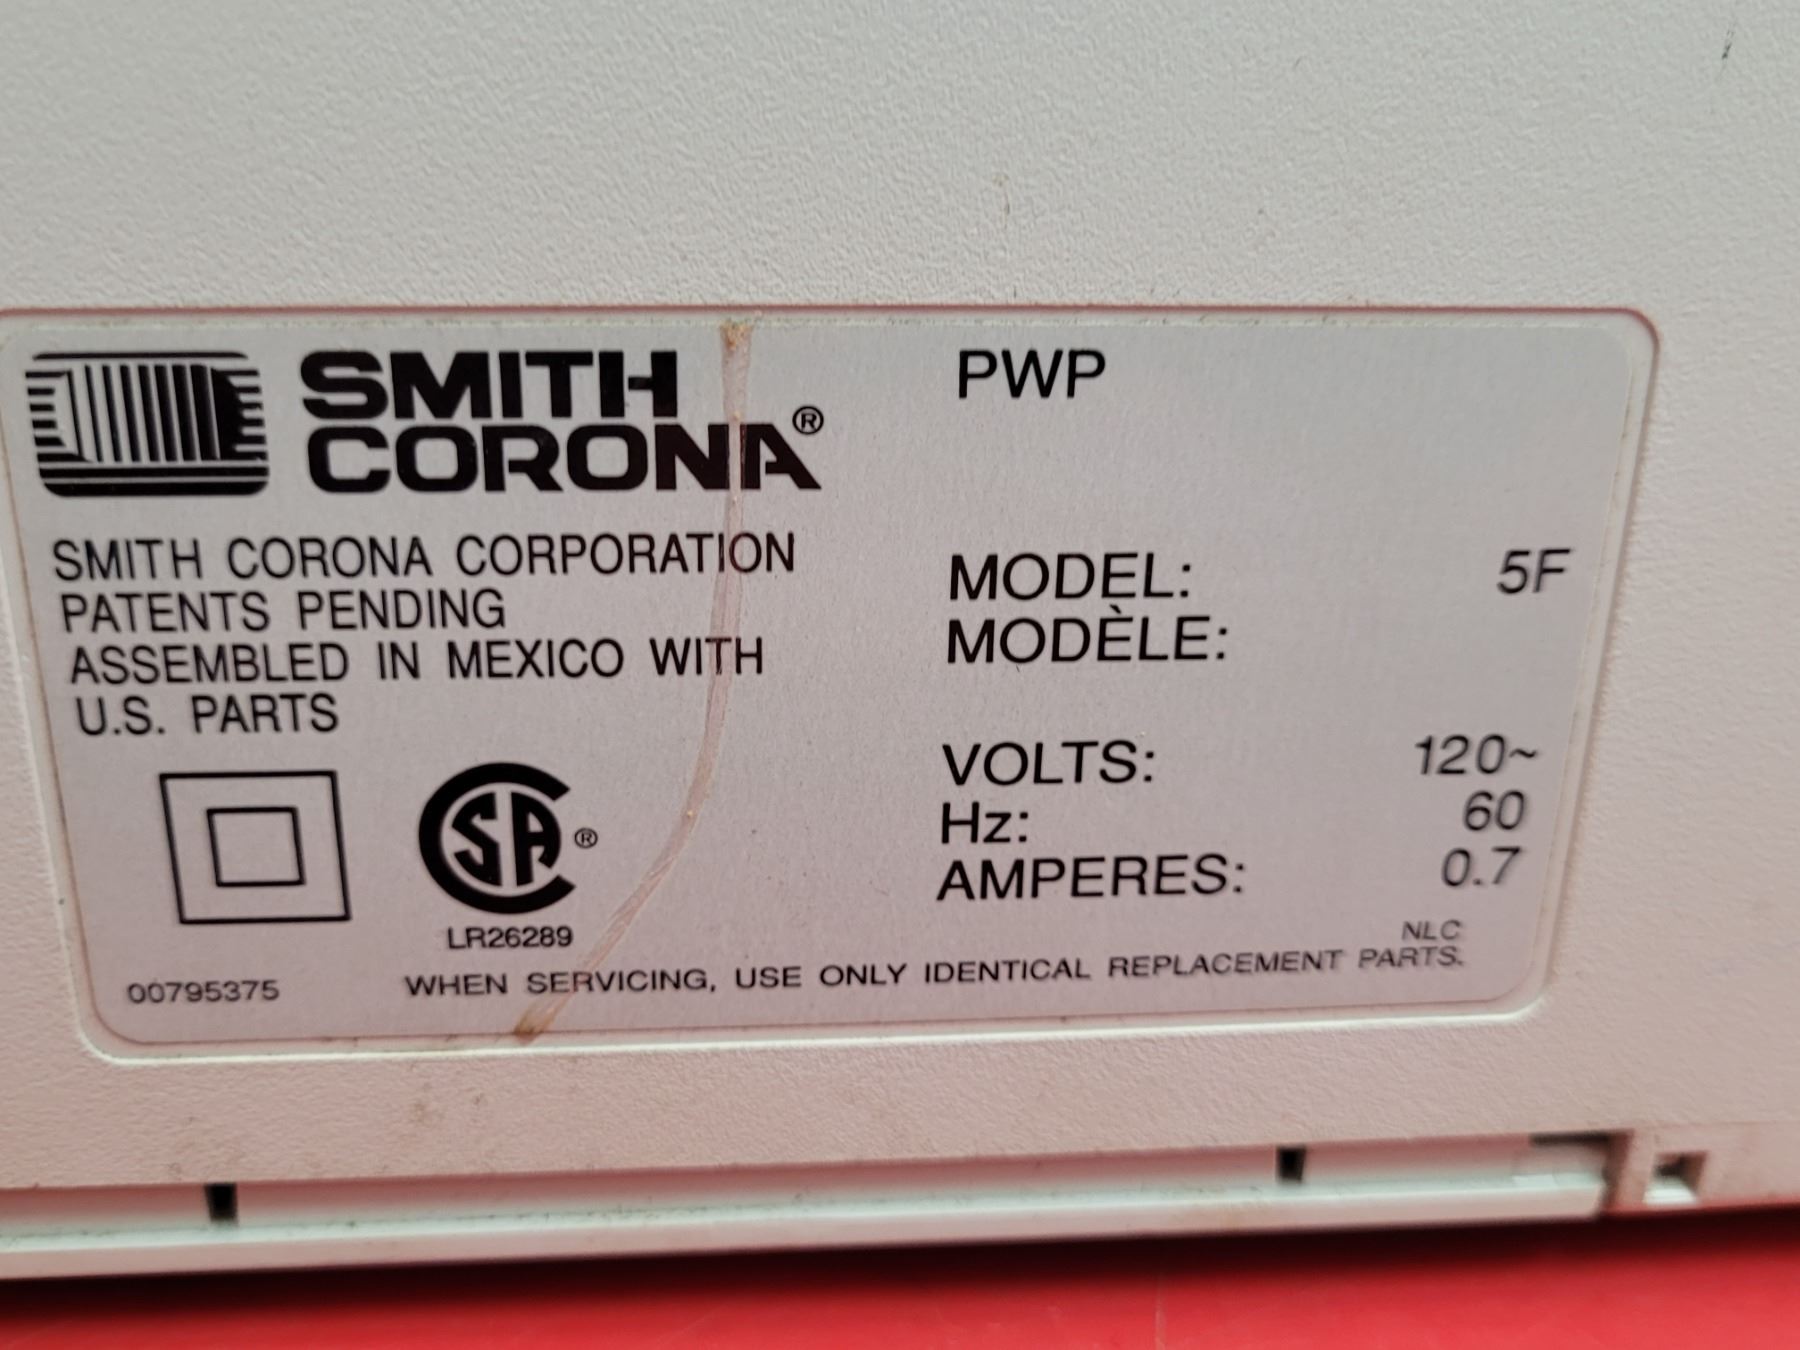 SMITH
CORONA®
SMITH CORONA CORPORATION
PATENTS PENDING
ASSEMBLED IN MEXICO WITH
U.S. PARTS
SA ®
LR26289
00795375
PWP
MODEL: 5F
MODÈLE:
VOLTS: 120~
Hz: 60
AMPERES: 0.7
NLC
WHEN SERVICING, USE ONLY IDENTICAL REPLACEMENT PARTS.